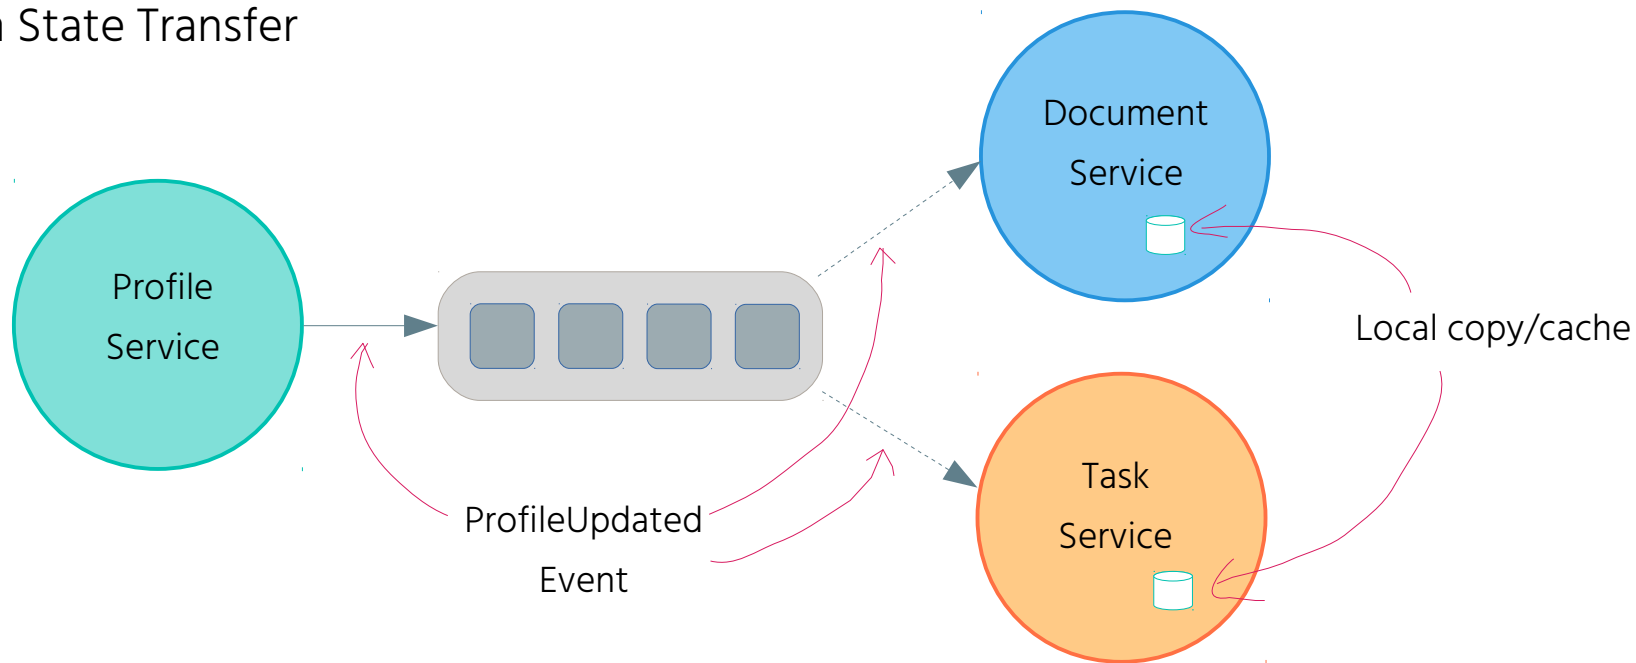 State Transfer
Document
Service
Profile
Service
Local copy/cache
Task
Service
ProfileUpdated
Event